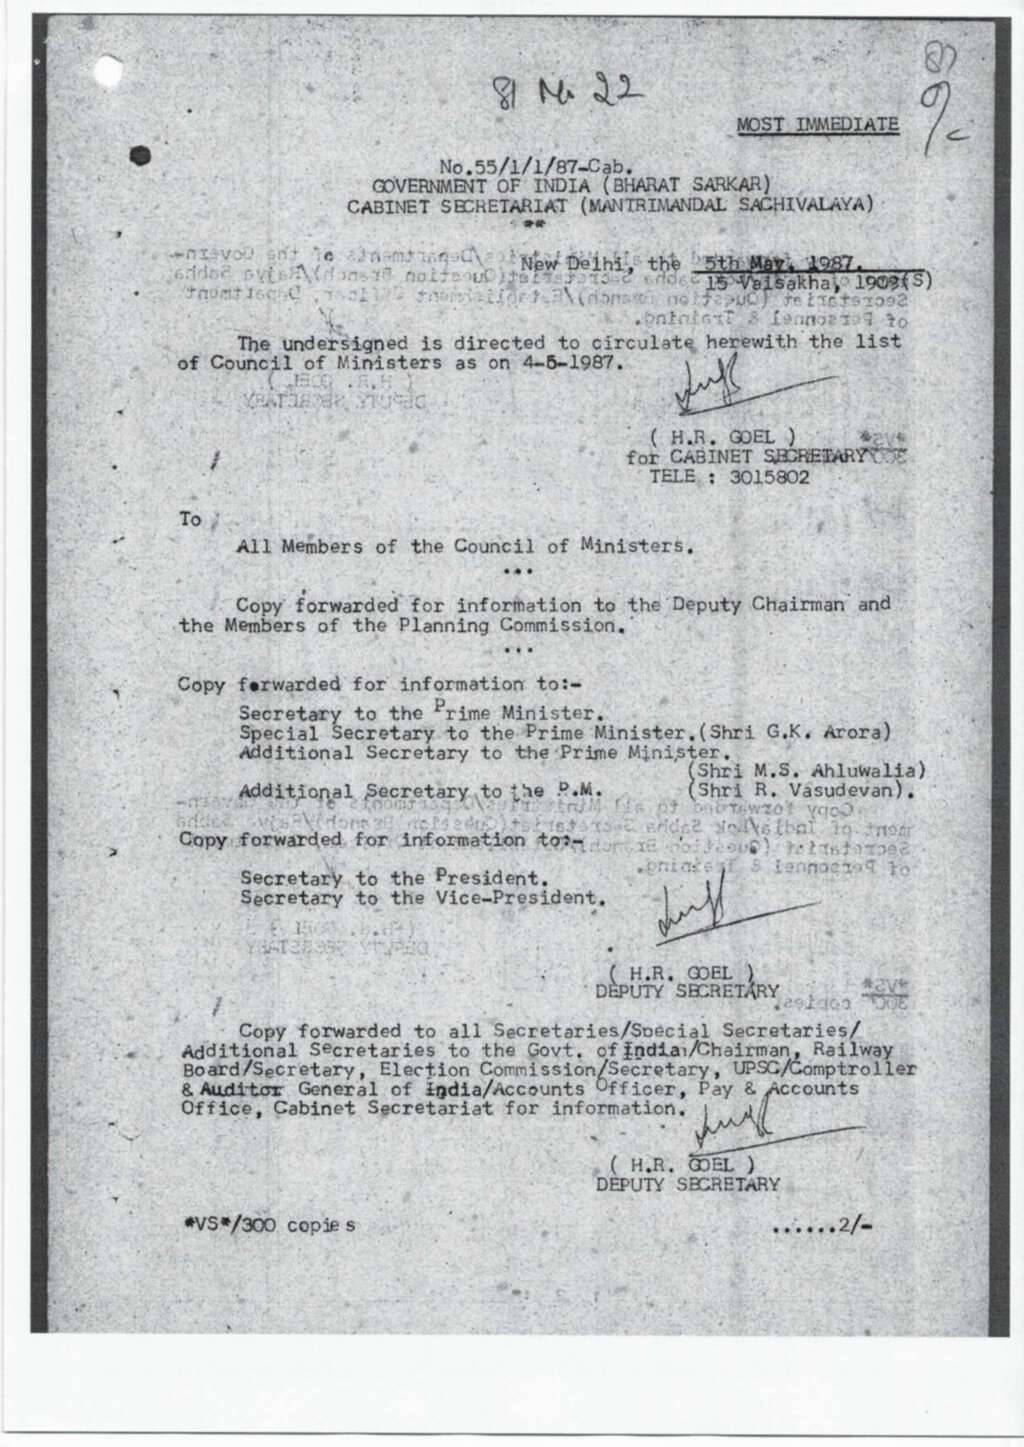 22
87
MOST IMMEDIATE
No.55/1/1/87-Cab.
GOVERNMENT OF INDIA (BHARAT SARKAR)
CABINET SECRETARIAT (MANTRIMANDAL SACHIVALAYA)
**
New Delhi, the 5th May, 1987.
15 Vaisakha, 1909(S)
The undersigned is directed to circulate herewith the list
of Council of Ministers as on 4-5-1987.
( H.R. GOEL )
for CABINET SECRETARY
TELE : 3015802
To
All Members of the Council of Ministers.
...
Copy forwarded for information to the Deputy Chairman and
the Members of the Planning Commission.
...
Copy forwarded for information to:-
Secretary to the Prime Minister.
Special Secretary to the Prime Minister.(Shri G.K. Arora)
Additional Secretary to the Prime Minister.
(Shri M.S. Ahluwalia)
Additional Secretary to the P.M. (Shri R. Vasudevan).
Copy forwarded for information to:-
Secretary to the President.
Secretary to the Vice-President.
( H.R. GOEL )
DEPUTY SECRETARY
Copy forwarded to all Secretaries/Special Secretaries/
Additional Secretaries to the Govt. of India/Chairman, Railway
Board/Secretary, Election Commission/Secretary, UPSC/Comptroller
& Auditor General of India/Accounts Officer, Pay & Accounts
Office, Cabinet Secretariat for information.
( H.R. GOEL )
DEPUTY SECRETARY
*VS*/300 copies
......2/-